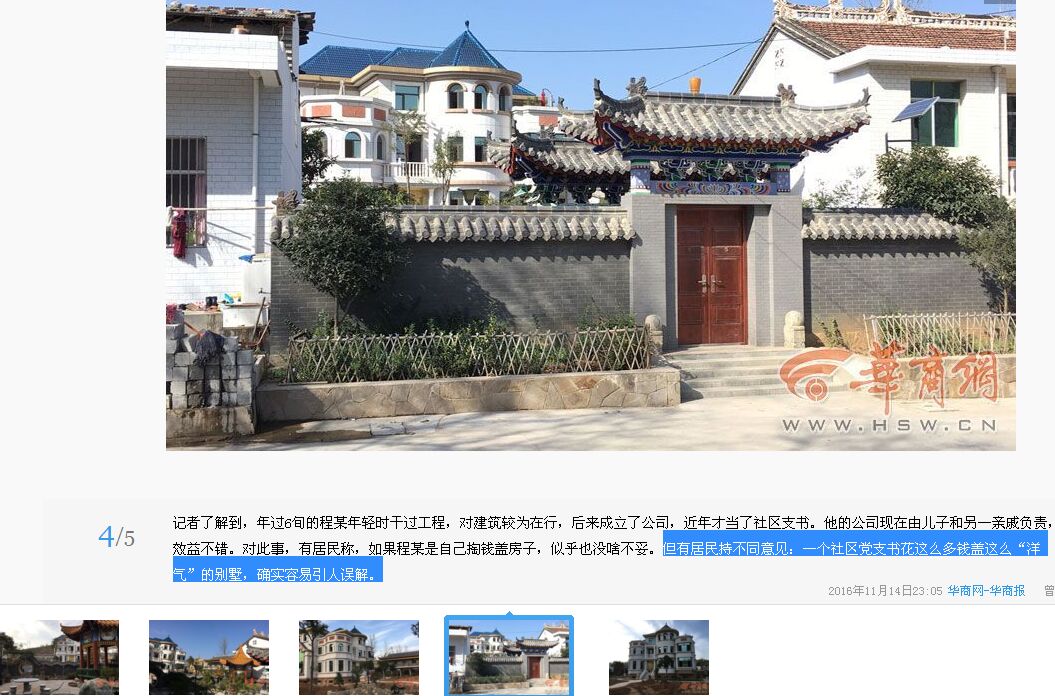 華商網
WWW.HSW.CN
4/5
记者了解到，年过6旬的程某年轻时干过工程，对建筑较为在行，后来成立了公司，近年才当了社区支书。他的公司现在由儿子和另一亲戚负责，
效益不错。对此事，有居民称，如果程某是自己掏钱盖房子，似乎也没啥不妥。但有居民持不同意见：一个社区党支书花这么多钱盖这么“洋
气”的别墅，确实容易引人误解。
2016年11月14日23:05 华商网-华商报 曾